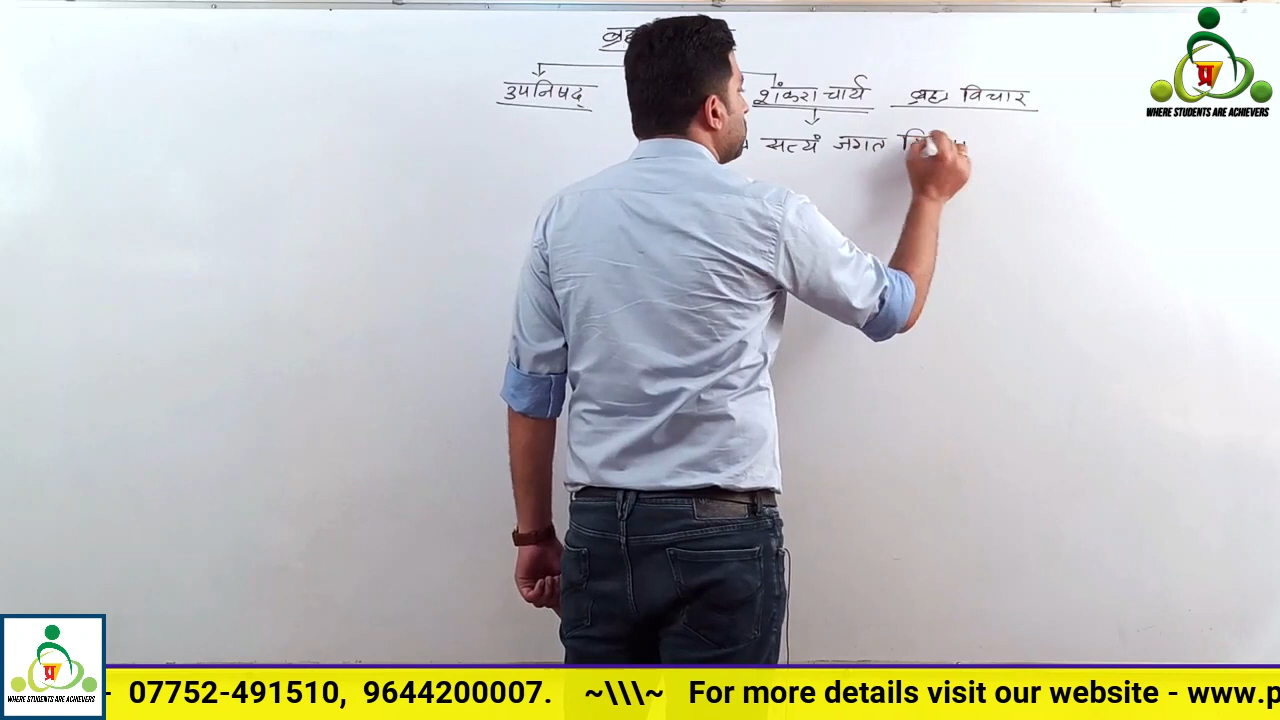 उपनिषद्
शंकराचार्य ब्रह्म विचार
सत्यं जगत
प्र
WHERE STUDENTS ARE ACHIEVERS
प्र
WHERE STUDENTS ARE ACHIEVERS
- 07752-491510, 9644200007. ~\\\~ For more details visit our website - www.p